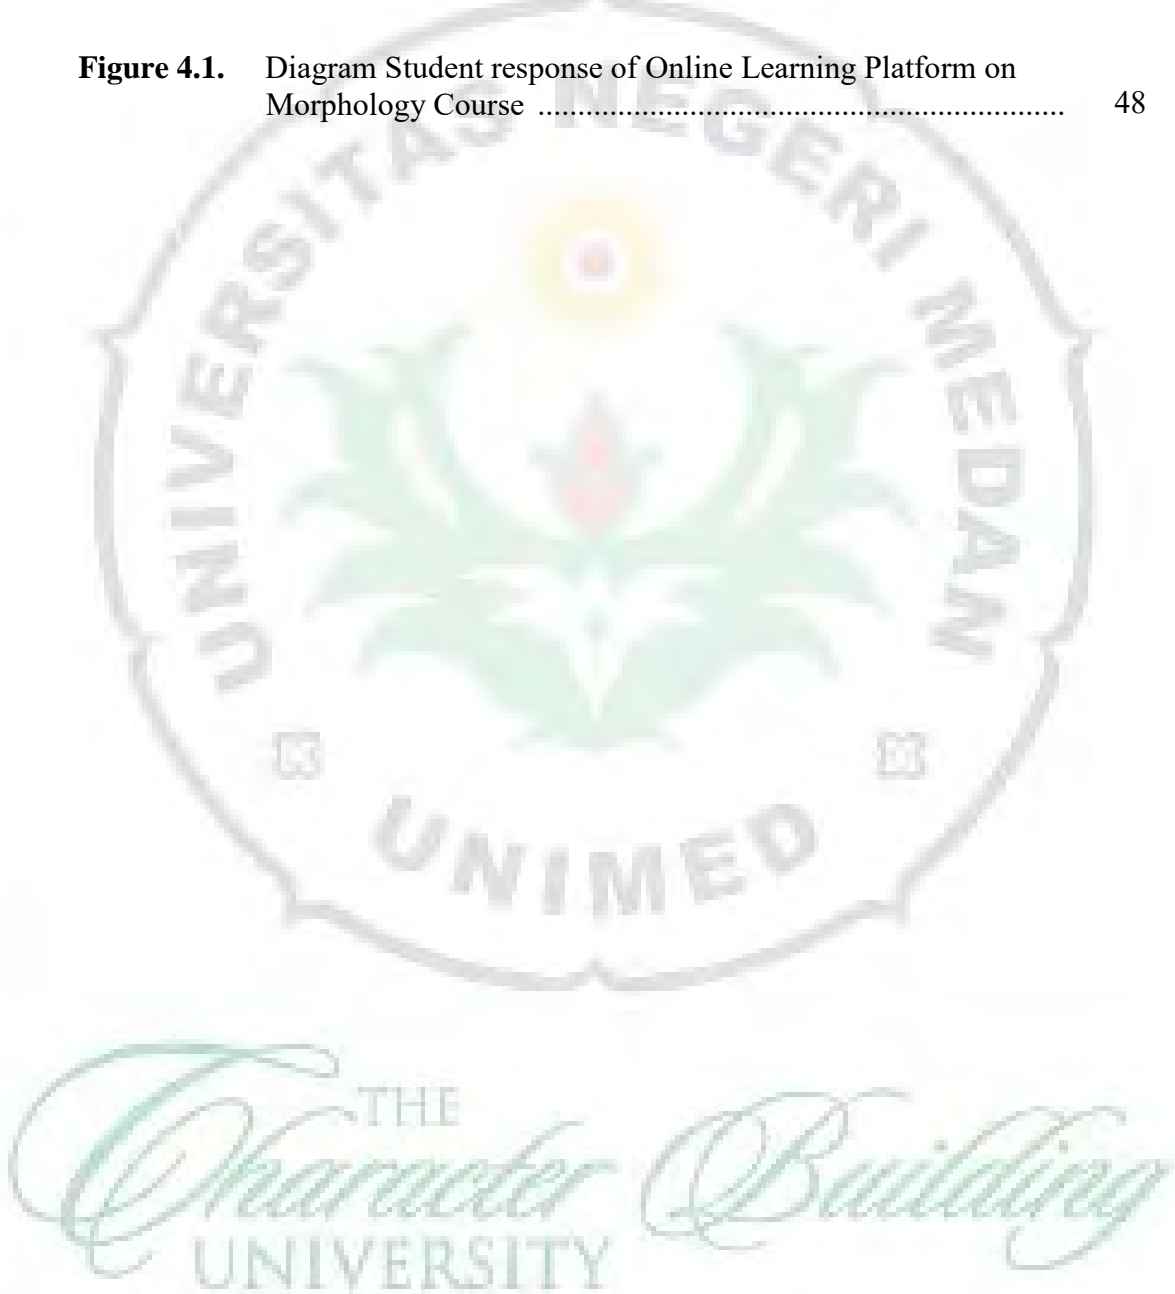 Figure 4.1. Diagram Student response of Online Learning Platform on
Morphology Course .................................................................. 48
UNIVERSITAS NEGERI MEDAN
UNIMED
THE
Character Building
UNIVERSITY